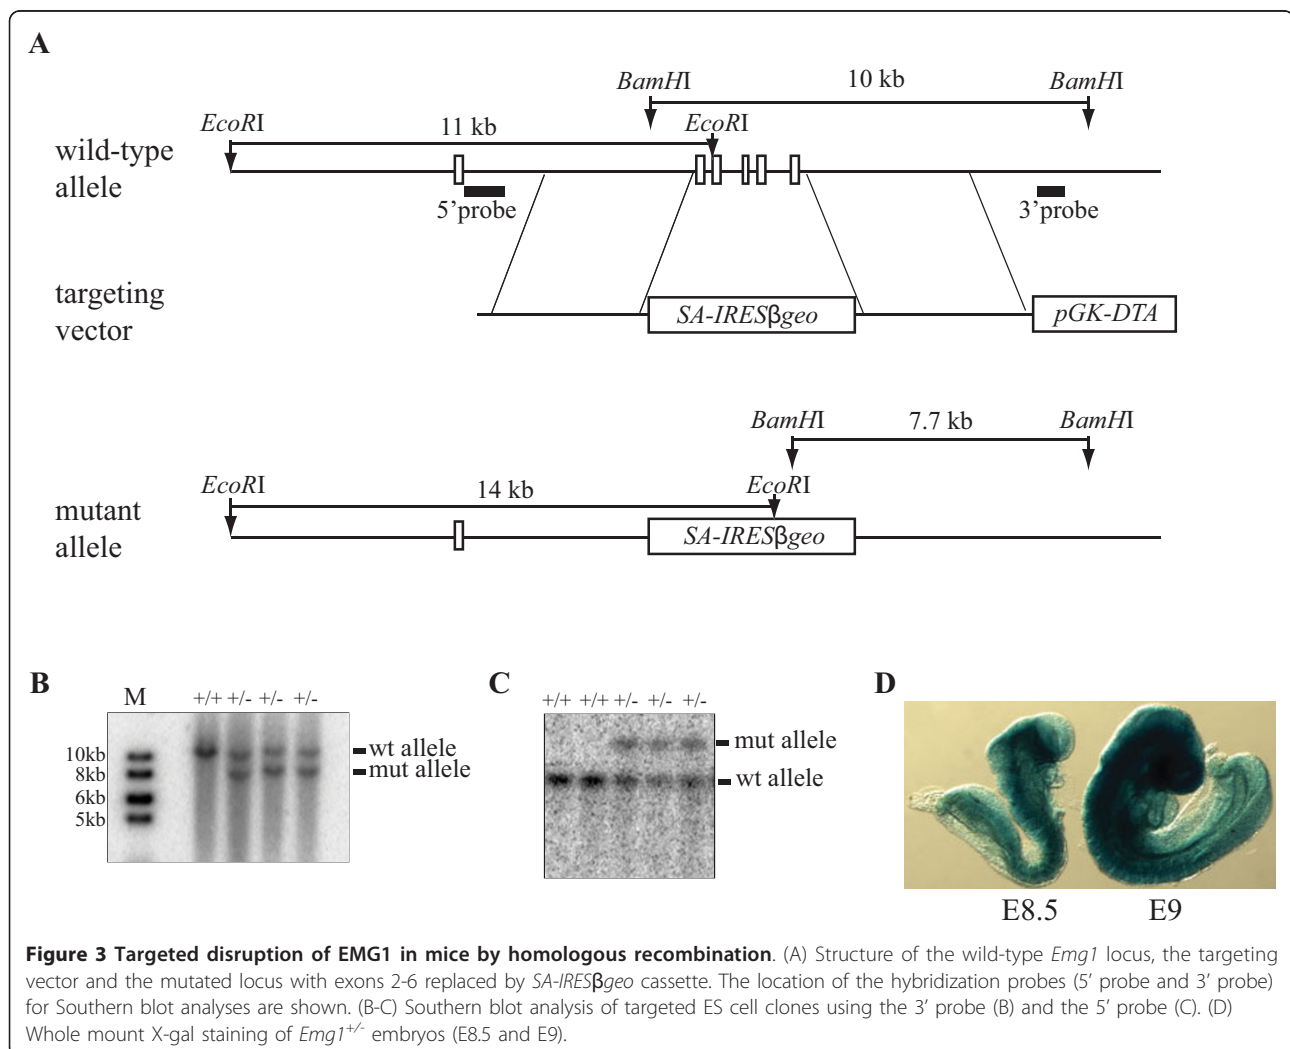 A
BamHI 10 kb BamHI
EcoRI 11 kb EcoRI
wild-type
allele
5'probe 3'probe
targeting
vector
SA-IRESβgeo pGK-DTA
BamHI 7.7 kb BamHI
EcoRI 14 kb EcoRI
mutant
allele
SA-IRESβgeo
B
M +/+ +/- +/- +/-
10kb
8kb
6kb
5kb
wt allele
mut allele
C
+/+ +/+ +/- +/- +/-
mut allele
wt allele
D
E8.5 E9
Figure 3 Targeted disruption of EMG1 in mice by homologous recombination. (A) Structure of the wild-type Emg1 locus, the targeting
vector and the mutated locus with exons 2-6 replaced by SA-IRESβgeo cassette. The location of the hybridization probes (5' probe and 3' probe)
for Southern blot analyses are shown. (B-C) Southern blot analysis of targeted ES cell clones using the 3' probe (B) and the 5' probe (C). (D)
Whole mount X-gal staining of Emg1+/- embryos (E8.5 and E9).